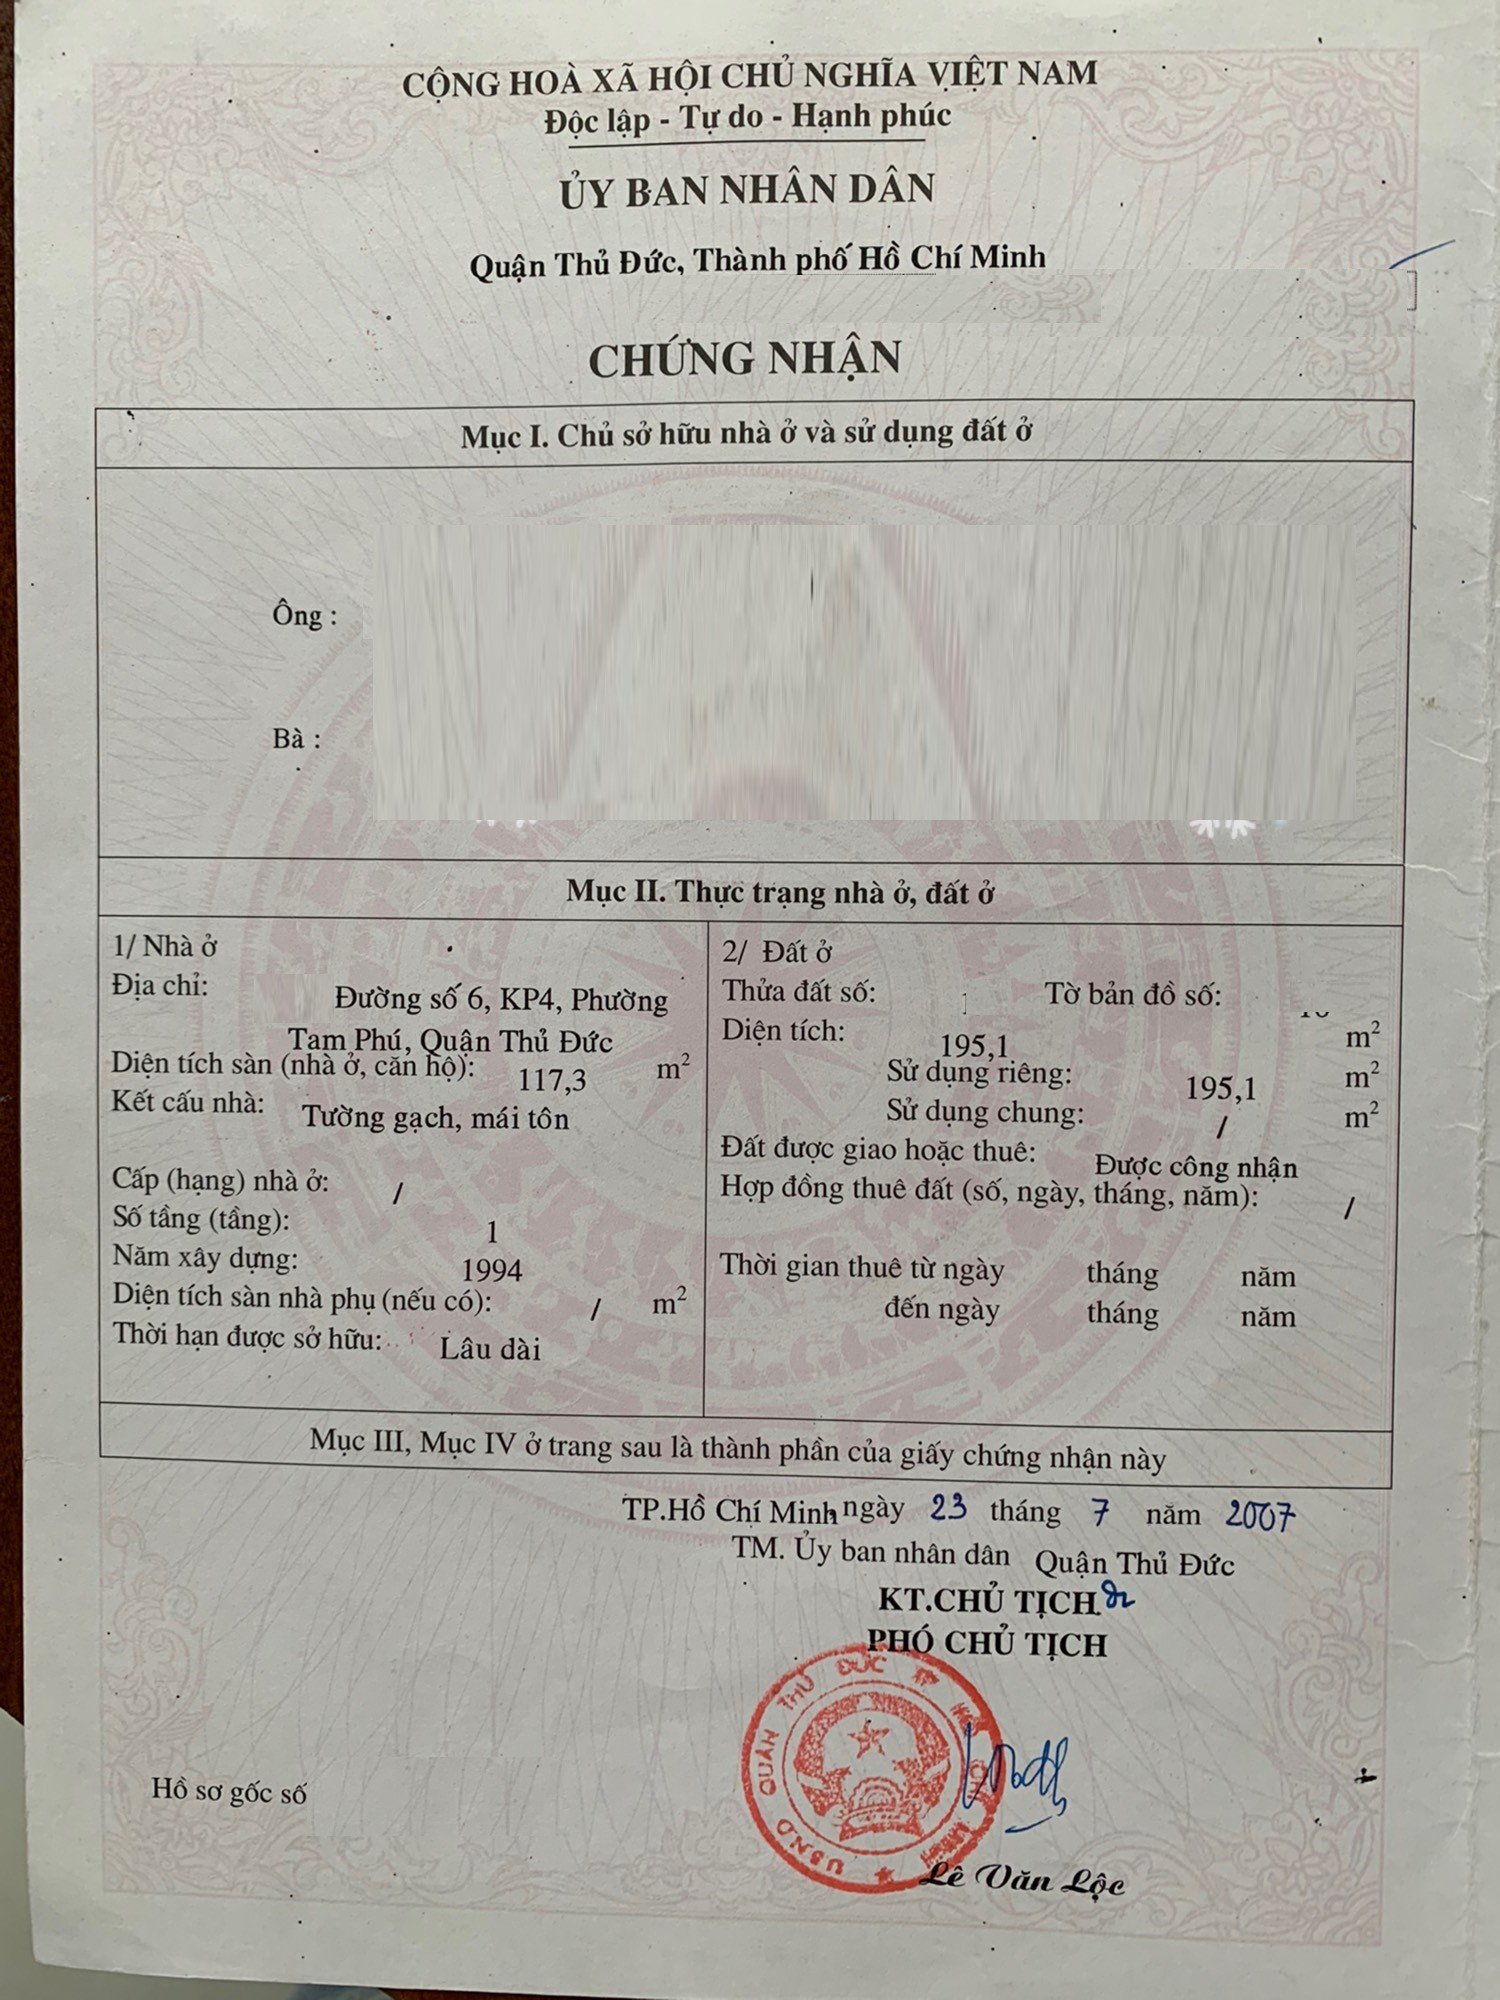 CỘNG HOÀ XÃ HỘI CHỦ NGHĨA VIỆT NAM
Độc lập - Tự do - Hạnh phúc
ỦY BAN NHÂN DÂN
Quận Thủ Đức, Thành phố Hồ Chí Minh
CHỨNG NHẬN
Mục I. Chủ sở hữu nhà ở và sử dụng đất ở
Ông :
Bà :
Mục II. Thực trạng nhà ở, đất ở
1/ Nhà ở
Địa chỉ: Đường số 6, KP4, Phường
Tam Phú, Quận Thủ Đức
Diện tích sàn (nhà ở, căn hộ): 117,3 m²
Kết cấu nhà: Tường gạch, mái tôn
Cấp (hạng) nhà ở: /
Số tầng (tầng): 1
Năm xây dựng: 1994
Diện tích sàn nhà phụ (nếu có): / m²
Thời hạn được sở hữu: Lâu dài
2/ Đất ở
Thửa đất số: Tờ bản đồ số:
Diện tích: 195,1 m²
Sử dụng riêng: 195,1 m²
Sử dụng chung: / m²
Đất được giao hoặc thuê: Được công nhận
Hợp đồng thuê đất (số, ngày, tháng, năm): /
Thời gian thuê từ ngày tháng năm
đến ngày tháng năm
Mục III, Mục IV ở trang sau là thành phần của giấy chứng nhận này
TP.Hồ Chí Minh ngày 23 tháng 7 năm 2007
TM. Ủy ban nhân dân Quận Thủ Đức
KT.CHỦ TỊCH
PHÓ CHỦ TỊCH
U.B.N.D QUẬN THỦ ĐỨC TP HỒ CHÍ MINH
Lê Văn Lộc
Hồ sơ gốc số